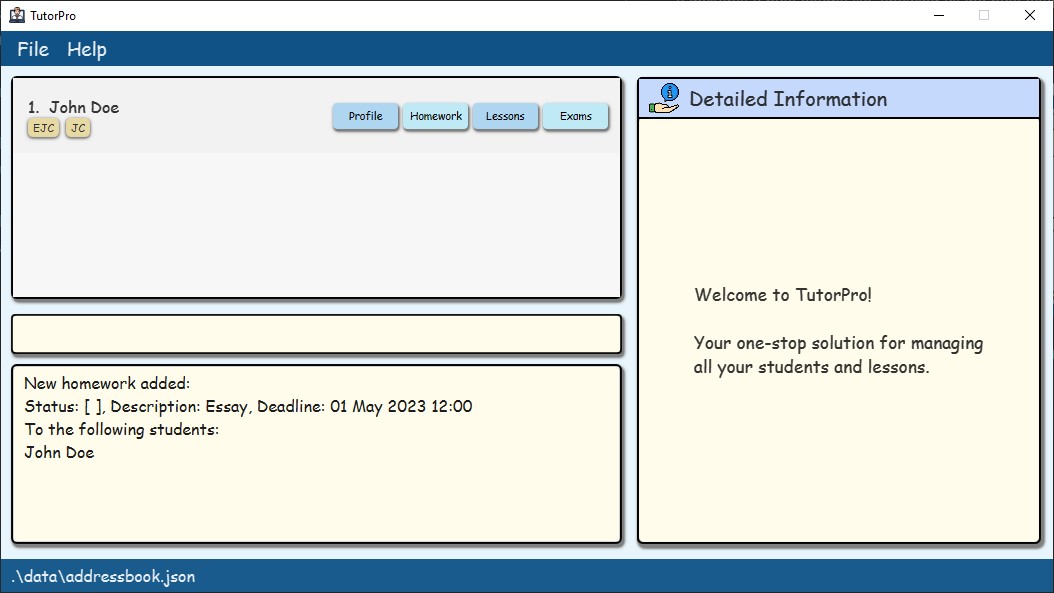 TutorPro
File Help
1. John Doe
EJC JC
Profile Homework Lessons Exams
New homework added:
Status: [ ], Description: Essay, Deadline: 01 May 2023 12:00
To the following students:
John Doe
Detailed Information
Welcome to TutorPro!
Your one-stop solution for managing
all your students and lessons.
.\data\addressbook.json